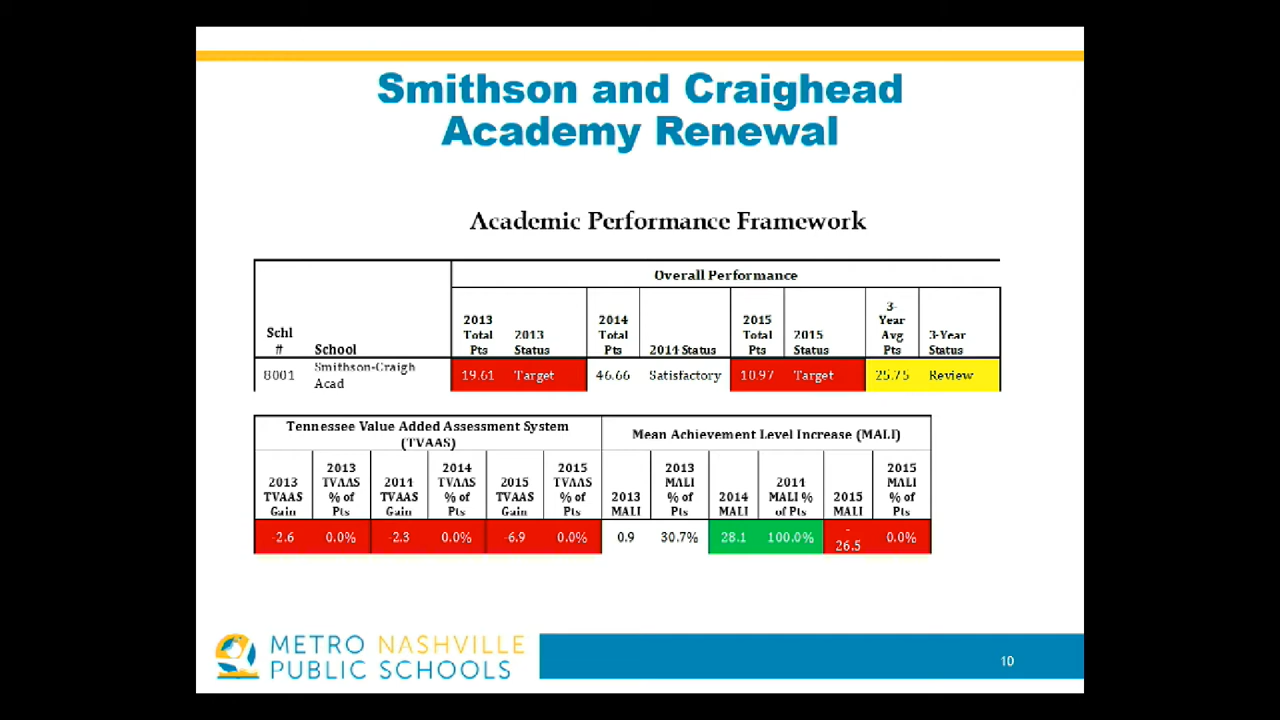 Smithson and Craighead
Academy Renewal
Academic Performance Framework
Overall Performance
Schl # School 2013 Total Pts 2013 Status 2014 Total Pts 2014 Status 2015 Total Pts 2015 Status 3-Year Avg Pts 3-Year Status
8001 Smithson-Craigh Acad 19.61 Target 46.66 Satisfactory 10.97 Target 25.75 Review
Tennessee Value Added Assessment System (TVAAS) Mean Achievement Level Increase (MALI)
2013 TVAAS Gain 2013 TVAAS % of Pts 2014 TVAAS Gain 2014 TVAAS % of Pts 2015 TVAAS Gain 2015 TVAAS % of Pts 2013 MALI 2013 MALI % of Pts 2014 MALI 2014 MALI % of Pts 2015 MALI 2015 MALI % of Pts
-2.6 0.0% -2.3 0.0% -6.9 0.0% 0.9 30.7% 28.1 100.0% -26.5 0.0%
METRO NASHVILLE
PUBLIC SCHOOLS
10